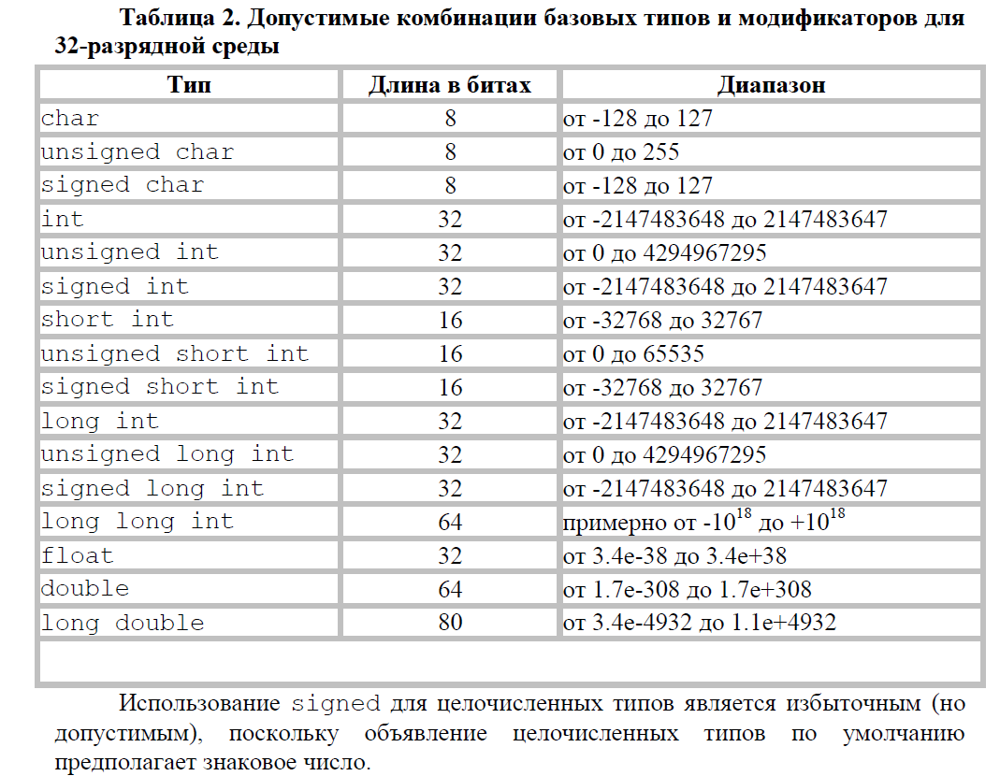 Таблица 2. Допустимые комбинации базовых типов и модификаторов для
32-разрядной среды
Тип Длина в битах Диапазон
char 8 от -128 до 127
unsigned char 8 от 0 до 255
signed char 8 от -128 до 127
int 32 от -2147483648 до 2147483647
unsigned int 32 от 0 до 4294967295
signed int 32 от -2147483648 до 2147483647
short int 16 от -32768 до 32767
unsigned short int 16 от 0 до 65535
signed short int 16 от -32768 до 32767
long int 32 от -2147483648 до 2147483647
unsigned long int 32 от 0 до 4294967295
signed long int 32 от -2147483648 до 2147483647
long long int 64 примерно от -10¹⁸ до +10¹⁸
float 32 от 3.4e-38 до 3.4e+38
double 64 от 1.7e-308 до 1.7e+308
long double 80 от 3.4e-4932 до 1.1e+4932
Использование signed для целочисленных типов является избыточным (но
допустимым), поскольку объявление целочисленных типов по умолчанию
предполагает знаковое число.